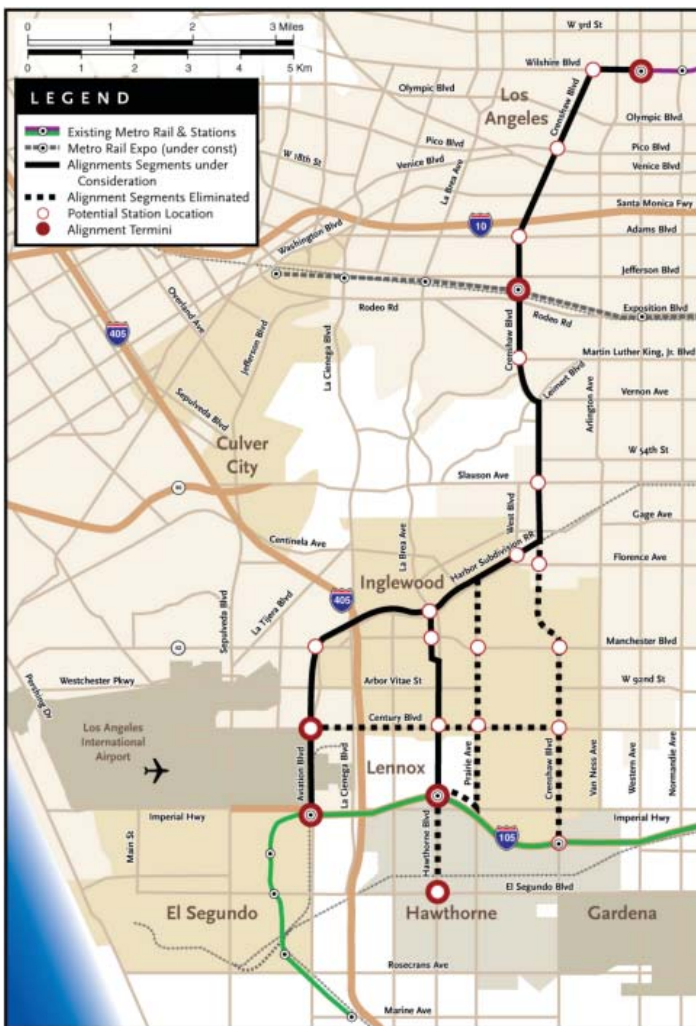 0 1 2 3 Miles
0 1 2 3 4 5 Km
LEGEND
Existing Metro Rail & Stations
Metro Rail Expo (under const)
Alignments Segments under
Consideration
Alignment Segments Eliminated
Potential Station Location
Alignment Termini
W 3rd St
Wilshire Blvd
Olympic Blvd
Los
Angeles
Crenshaw Blvd
Olympic Blvd
Pico Blvd
Pico Blvd
W 18th St
Venice Blvd
La Brea Ave
Venice Blvd
Santa Monica Fwy
Washington Blvd
10
Adams Blvd
Jefferson Blvd
Overland Ave
Rodeo Rd
Exposition Blvd
Rodeo Rd
405
Jefferson Blvd
La Cienega Blvd
Crenshaw Blvd
Martin Luther King, Jr. Blvd
Leimert Blvd
Sepulveda Blvd
Arlington Ave
Vernon Ave
Culver
City
W 54th St
Slauson Ave
West Blvd
Gage Ave
Centinela Ave
La Brea Ave
Harbor Subdivision RR
Florence Ave
Inglewood
405
Sepulveda Blvd
La Tijera Blvd
Manchester Blvd
Westchester Pkwy
Arbor Vitae St
W 92nd St
Pershing Dr
Century Blvd
Los Angeles
International
Airport
Aviation Blvd
La Cienega Blvd
Lennox
Prairie Ave
Crenshaw Blvd
Van Ness Ave
Western Ave
Normandie Ave
Imperial Hwy
Imperial Hwy
Main St
Hawthorne Blvd
105
El Segundo Blvd
El Segundo
Hawthorne
Gardena
Rosecrans Ave
Marine Ave